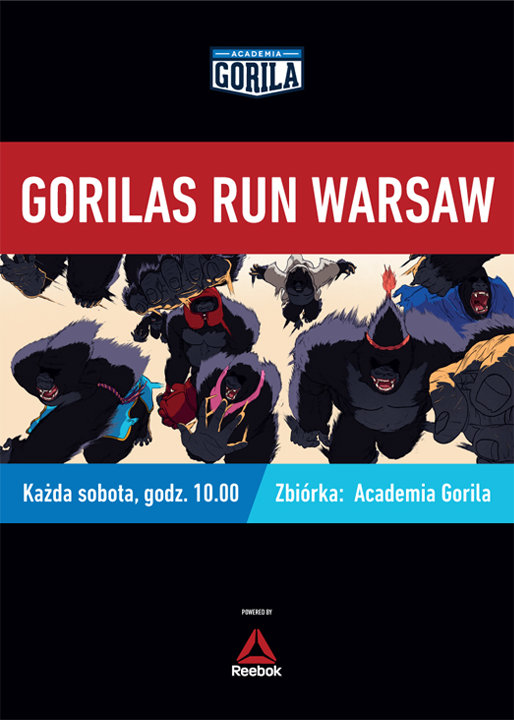 ACADEMIA
GORILA
GORILAS RUN WARSAW
Każda sobota, godz. 10.00
Zbiórka: Academia Gorila
POWERED BY
Reebok